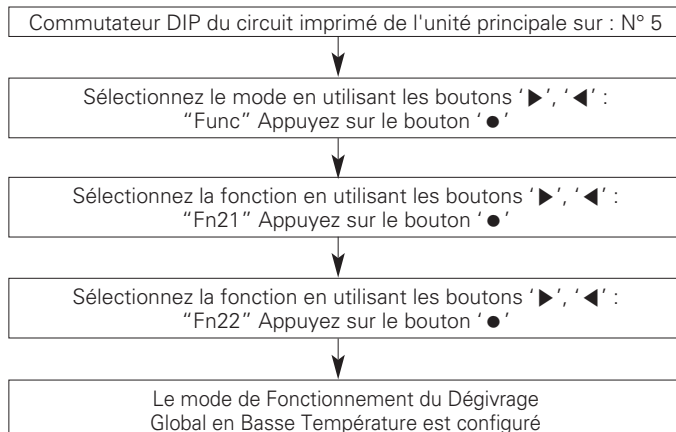 Commutateur DIP du circuit imprimé de l'unité principale sur : N° 5
Sélectionnez le mode en utilisant les boutons ‘▶’, ‘◀’ :
“Func” Appuyez sur le bouton ‘●’
Sélectionnez la fonction en utilisant les boutons ‘▶’, ‘◀’ :
“Fn21” Appuyez sur le bouton ‘●’
Sélectionnez la fonction en utilisant les boutons ‘▶’, ‘◀’ :
“Fn22” Appuyez sur le bouton ‘●’
Le mode de Fonctionnement du Dégivrage
Global en Basse Température est configuré